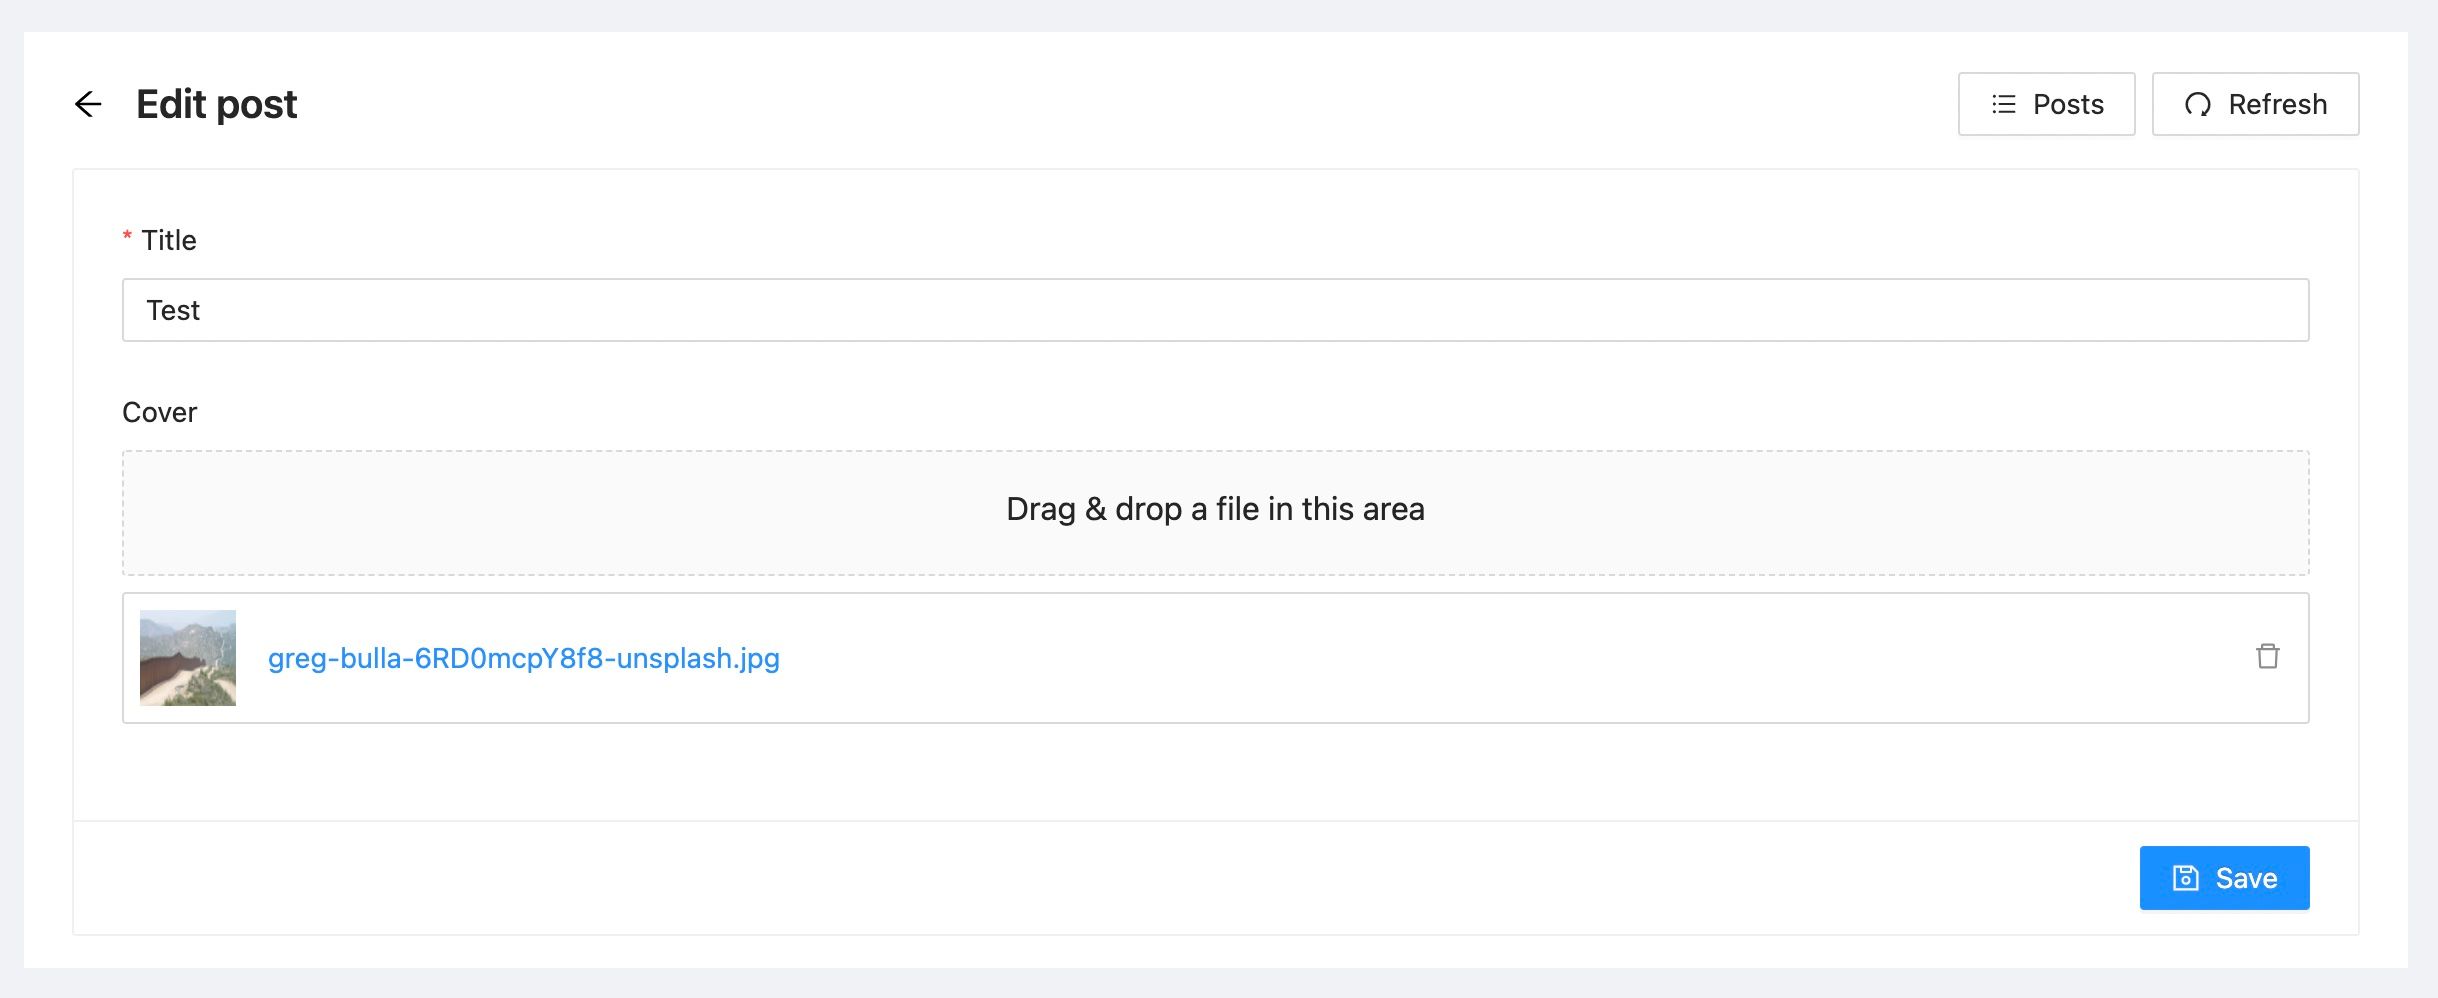 Edit post
Posts
Refresh
* Title
Test
Cover
Drag & drop a file in this area
greg-bulla-6RD0mcpY8f8-unsplash.jpg
Save